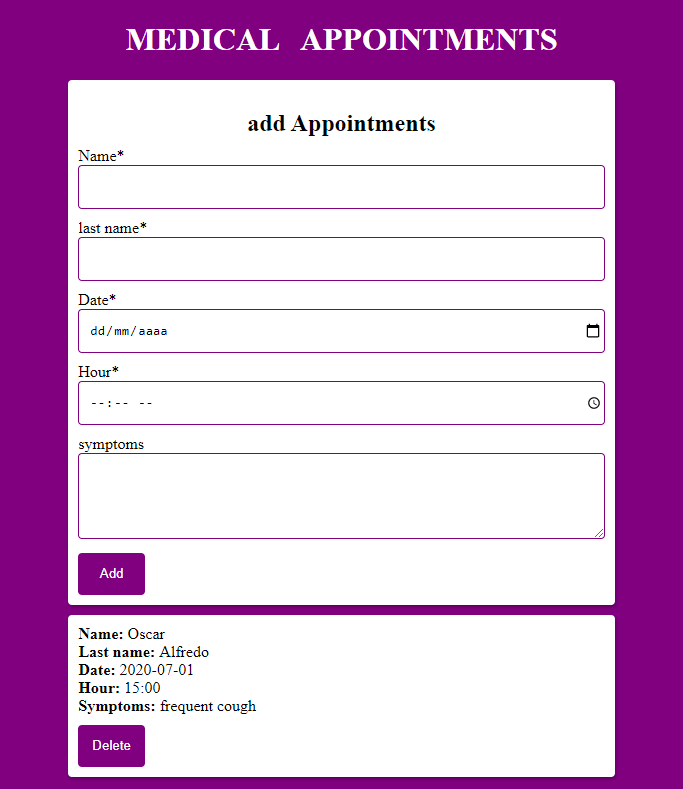 MEDICAL APPOINTMENTS
add Appointments
Name*
last name*
Date*
dd/mm/aaaa
Hour*
--:-- --
symptoms
Add
Name: Oscar
Last name: Alfredo
Date: 2020-07-01
Hour: 15:00
Symptoms: frequent cough
Delete